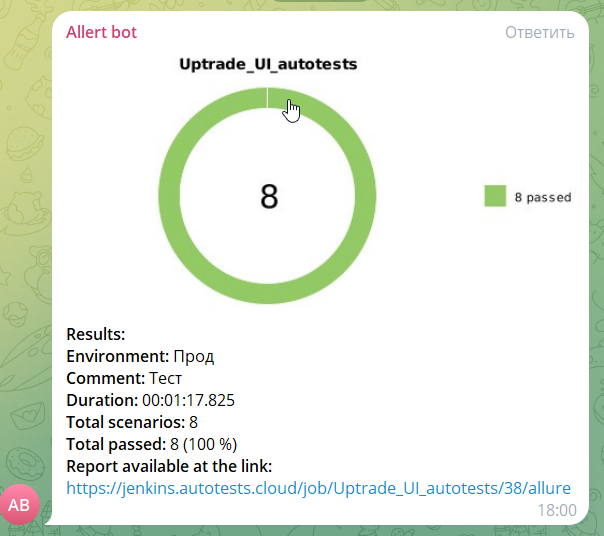 Allert bot
Ответить
Uptrade_UI_autotests
8
8 passed
Results:
Environment: Прод
Comment: Тест
Duration: 00:01:17.825
Total scenarios: 8
Total passed: 8 (100 %)
Report available at the link:
https://jenkins.autotests.cloud/job/Uptrade_UI_autotests/38/allure
AB
18:00